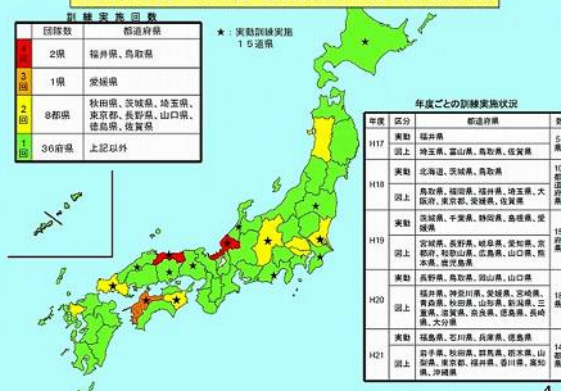 訓練実施回数
団隊数 都道府県
4回 2県 福井県、鳥取県
3回 1県 愛媛県
2回 8都県 秋田県、茨城県、埼玉県、
東京都、長野県、山口県、
徳島県、佐賀県
1回 36府県 上記以外
★：実動訓練実施
15道県
年度ごとの訓練実施状況
年度 区分 都道府県
H17 実動 福井県
図上 埼玉県、富山県、鳥取県、佐賀県
H18 実動 北海道、茨城県、鳥取県
図上 鳥取県、福岡県、福井県、埼玉県、大
阪府、東京都、愛媛県、佐賀県
H19 実動 茨城県、千葉県、静岡県、島根県、愛
媛県
図上 宮城県、長野県、岐阜県、愛知県、京
都府、和歌山県、広島県、山口県、熊
本県、鹿児島県
H20 実動 長野県、鳥取県、岡山県、山口県
図上 福井県、神奈川県、愛媛県、宮崎県、
青森県、秋田県、山形県、新潟県、三
重県、滋賀県、奈良県、徳島県、長崎
県、大分県
H21 実動 福島県、石川県、兵庫県、徳島県
図上 岩手県、秋田県、群馬県、栃木県、山
梨県、東京都、福井県、香川県、高知
県、沖縄県
4